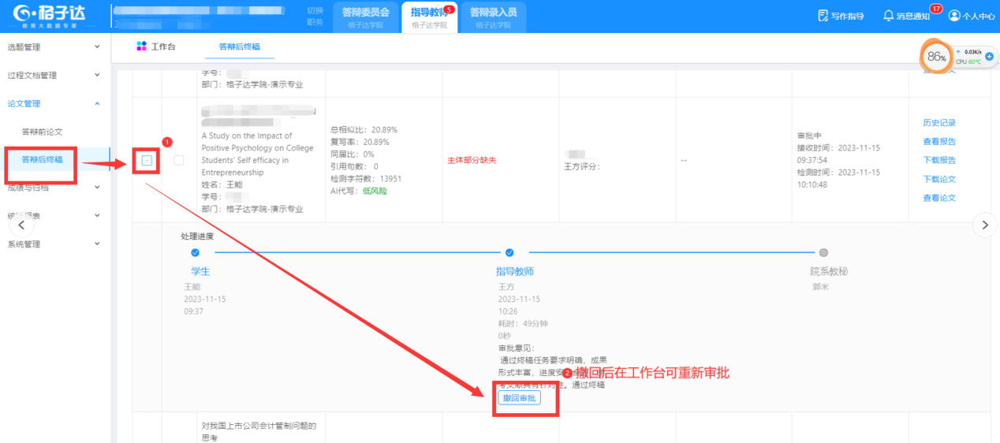 格子达
教育大数据专家
切换
职务
答辩委员会
格子达学院
指导教师
5
格子达学院
答辩录入员
格子达学院
写作指导
消息通知
17
个人中心
选题管理
过程文档管理
论文管理
答辩前论文
答辩后终稿
成绩与归档
统计报表
系统管理
工作台
答辩后终稿
86%
0.03K/s
CPU 60℃
学号：
部门：格子达学院-演示专业
1
-
A Study on the Impact of
Positive Psychology on College
Students' Self efficacy in
Entrepreneurship
姓名：王能
学号：
部门：格子达学院-演示专业
总相似比：20.89%
复写率：20.89%
同届比：0%
引用句数： 0
检测字符数：13951
AI代写：低风险
主体部分缺失
王方评分：
--
审批中
接收时间：2023-11-15
09:37:54
检测时间：2023-11-15
10:10:48
历史记录
查看报告
下载报告
下载论文
查看论文
处理进度
学生
王能
2023-11-15
09:37
指导教师
王方
2023-11-15
10:26
耗时：49分钟
0秒
审批意见：
通过终稿任务要求明确，成果
形式丰富，进度安
通过终稿
2 撤回后在工作台可重新审批
撤回审批
院系教秘
郭米
对我国上市公司会计管制问题的
思考